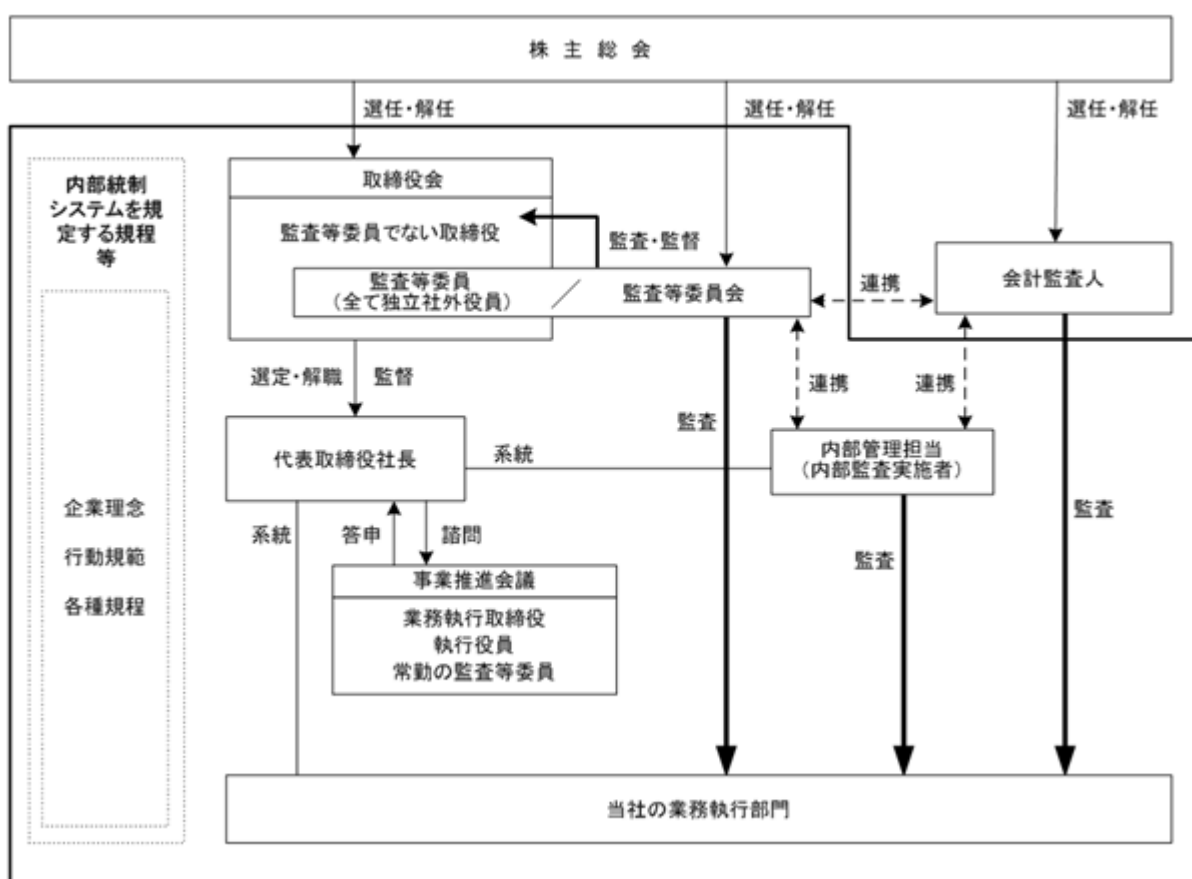 株主総会
選任・解任
選任・解任
選任・解任
内部統制
システムを規
定する規程
等
企業理念
行動規範
各種規程
取締役会
監査等委員でない取締役
監査・監督
監査等委員
(全て独立社外役員)
監査等委員会
連携
会計監査人
選定・解職
監督
連携
連携
監査
代表取締役社長
系統
内部管理担当
(内部監査実施者)
監査
系統
答申
諮問
監査
事業推進会議
業務執行取締役
執行役員
常勤の監査等委員
当社の業務執行部門